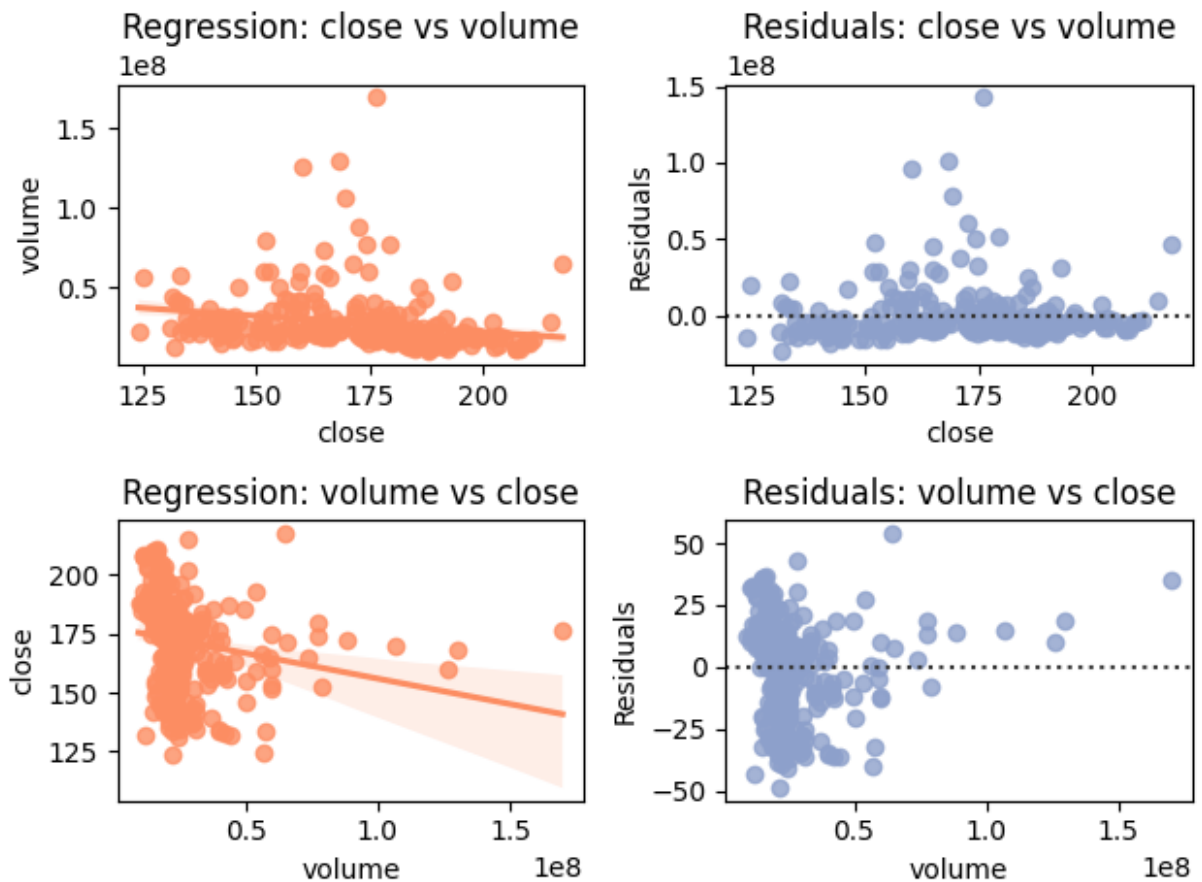 Regression: close vs volume
1e8
volume
1.5
1.0
0.5
125 150 175 200
close
Residuals: close vs volume
1e8
Residuals
1.5
1.0
0.5
0.0
125 150 175 200
close
Regression: volume vs close
close
200
175
150
125
0.5 1.0 1.5
volume
1e8
Residuals: volume vs close
Residuals
50
25
0
−25
−50
0.5 1.0 1.5
volume
1e8